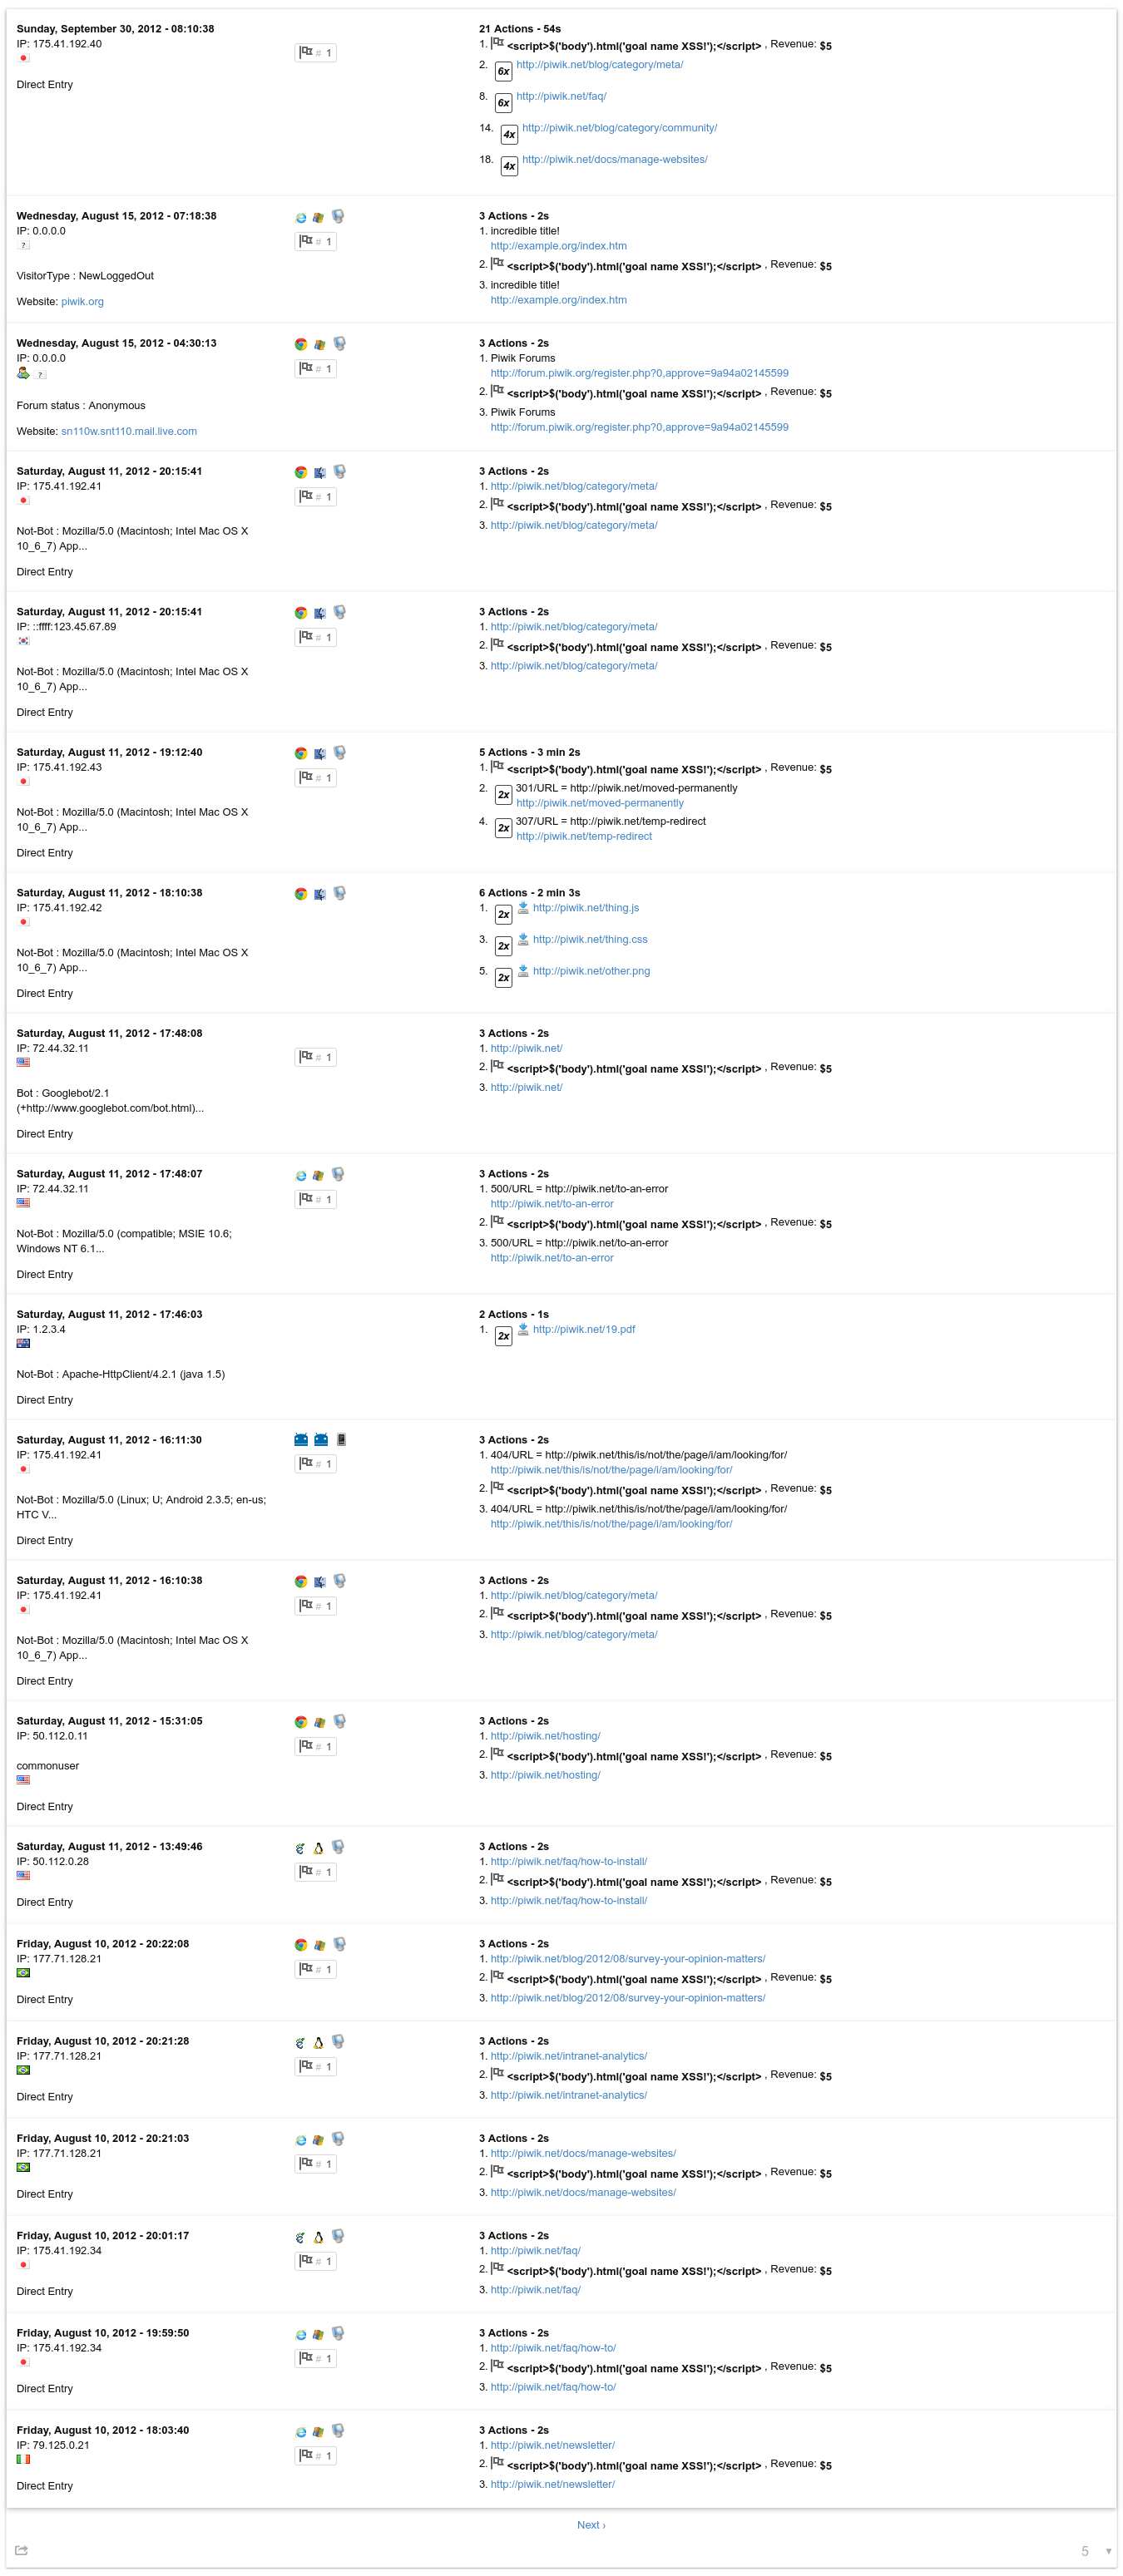 Sunday, September 30, 2012 - 08:10:38
IP: 175.41.192.40
Direct Entry
# 1
21 Actions - 54s
1. <script>$('body').html('goal name XSS!');</script> , Revenue: $5
2. 6x http://piwik.net/blog/category/meta/
8. 6x http://piwik.net/faq/
14. 4x http://piwik.net/blog/category/community/
18. 4x http://piwik.net/docs/manage-websites/
Wednesday, August 15, 2012 - 07:18:38
IP: 0.0.0.0
?
VisitorType : NewLoggedOut
Website: piwik.org
# 1
3 Actions - 2s
1. incredible title!
http://example.org/index.htm
2. <script>$('body').html('goal name XSS!');</script> , Revenue: $5
3. incredible title!
http://example.org/index.htm
Wednesday, August 15, 2012 - 04:30:13
IP: 0.0.0.0
?
Forum status : Anonymous
Website: sn110w.snt110.mail.live.com
# 1
3 Actions - 2s
1. Piwik Forums
http://forum.piwik.org/register.php?0,approve=9a94a02145599
2. <script>$('body').html('goal name XSS!');</script> , Revenue: $5
3. Piwik Forums
http://forum.piwik.org/register.php?0,approve=9a94a02145599
Saturday, August 11, 2012 - 20:15:41
IP: 175.41.192.41
Not-Bot : Mozilla/5.0 (Macintosh; Intel Mac OS X
10_6_7) App...
Direct Entry
# 1
3 Actions - 2s
1. http://piwik.net/blog/category/meta/
2. <script>$('body').html('goal name XSS!');</script> , Revenue: $5
3. http://piwik.net/blog/category/meta/
Saturday, August 11, 2012 - 20:15:41
IP: ::ffff:123.45.67.89
Not-Bot : Mozilla/5.0 (Macintosh; Intel Mac OS X
10_6_7) App...
Direct Entry
# 1
3 Actions - 2s
1. http://piwik.net/blog/category/meta/
2. <script>$('body').html('goal name XSS!');</script> , Revenue: $5
3. http://piwik.net/blog/category/meta/
Saturday, August 11, 2012 - 19:12:40
IP: 175.41.192.43
Not-Bot : Mozilla/5.0 (Macintosh; Intel Mac OS X
10_6_7) App...
Direct Entry
# 1
5 Actions - 3 min 2s
1. <script>$('body').html('goal name XSS!');</script> , Revenue: $5
2. 2x 301/URL = http://piwik.net/moved-permanently
http://piwik.net/moved-permanently
4. 2x 307/URL = http://piwik.net/temp-redirect
http://piwik.net/temp-redirect
Saturday, August 11, 2012 - 18:10:38
IP: 175.41.192.42
Not-Bot : Mozilla/5.0 (Macintosh; Intel Mac OS X
10_6_7) App...
Direct Entry
6 Actions - 2 min 3s
1. 2x http://piwik.net/thing.js
3. 2x http://piwik.net/thing.css
5. 2x http://piwik.net/other.png
Saturday, August 11, 2012 - 17:48:08
IP: 72.44.32.11
Bot : Googlebot/2.1
(+http://www.googlebot.com/bot.html)...
Direct Entry
# 1
3 Actions - 2s
1. http://piwik.net/
2. <script>$('body').html('goal name XSS!');</script> , Revenue: $5
3. http://piwik.net/
Saturday, August 11, 2012 - 17:48:07
IP: 72.44.32.11
Not-Bot : Mozilla/5.0 (compatible; MSIE 10.6;
Windows NT 6.1...
Direct Entry
# 1
3 Actions - 2s
1. 500/URL = http://piwik.net/to-an-error
http://piwik.net/to-an-error
2. <script>$('body').html('goal name XSS!');</script> , Revenue: $5
3. 500/URL = http://piwik.net/to-an-error
http://piwik.net/to-an-error
Saturday, August 11, 2012 - 17:46:03
IP: 1.2.3.4
Not-Bot : Apache-HttpClient/4.2.1 (java 1.5)
Direct Entry
2 Actions - 1s
1. 2x http://piwik.net/19.pdf
Saturday, August 11, 2012 - 16:11:30
IP: 175.41.192.41
Not-Bot : Mozilla/5.0 (Linux; U; Android 2.3.5; en-us;
HTC V...
Direct Entry
# 1
3 Actions - 2s
1. 404/URL = http://piwik.net/this/is/not/the/page/i/am/looking/for/
http://piwik.net/this/is/not/the/page/i/am/looking/for/
2. <script>$('body').html('goal name XSS!');</script> , Revenue: $5
3. 404/URL = http://piwik.net/this/is/not/the/page/i/am/looking/for/
http://piwik.net/this/is/not/the/page/i/am/looking/for/
Saturday, August 11, 2012 - 16:10:38
IP: 175.41.192.41
Not-Bot : Mozilla/5.0 (Macintosh; Intel Mac OS X
10_6_7) App...
Direct Entry
# 1
3 Actions - 2s
1. http://piwik.net/blog/category/meta/
2. <script>$('body').html('goal name XSS!');</script> , Revenue: $5
3. http://piwik.net/blog/category/meta/
Saturday, August 11, 2012 - 15:31:05
IP: 50.112.0.11
commonuser
Direct Entry
# 1
3 Actions - 2s
1. http://piwik.net/hosting/
2. <script>$('body').html('goal name XSS!');</script> , Revenue: $5
3. http://piwik.net/hosting/
Saturday, August 11, 2012 - 13:49:46
IP: 50.112.0.28
Direct Entry
# 1
3 Actions - 2s
1. http://piwik.net/faq/how-to-install/
2. <script>$('body').html('goal name XSS!');</script> , Revenue: $5
3. http://piwik.net/faq/how-to-install/
Friday, August 10, 2012 - 20:22:08
IP: 177.71.128.21
Direct Entry
# 1
3 Actions - 2s
1. http://piwik.net/blog/2012/08/survey-your-opinion-matters/
2. <script>$('body').html('goal name XSS!');</script> , Revenue: $5
3. http://piwik.net/blog/2012/08/survey-your-opinion-matters/
Friday, August 10, 2012 - 20:21:28
IP: 177.71.128.21
Direct Entry
# 1
3 Actions - 2s
1. http://piwik.net/intranet-analytics/
2. <script>$('body').html('goal name XSS!');</script> , Revenue: $5
3. http://piwik.net/intranet-analytics/
Friday, August 10, 2012 - 20:21:03
IP: 177.71.128.21
Direct Entry
# 1
3 Actions - 2s
1. http://piwik.net/docs/manage-websites/
2. <script>$('body').html('goal name XSS!');</script> , Revenue: $5
3. http://piwik.net/docs/manage-websites/
Friday, August 10, 2012 - 20:01:17
IP: 175.41.192.34
Direct Entry
# 1
3 Actions - 2s
1. http://piwik.net/faq/
2. <script>$('body').html('goal name XSS!');</script> , Revenue: $5
3. http://piwik.net/faq/
Friday, August 10, 2012 - 19:59:50
IP: 175.41.192.34
Direct Entry
# 1
3 Actions - 2s
1. http://piwik.net/faq/how-to/
2. <script>$('body').html('goal name XSS!');</script> , Revenue: $5
3. http://piwik.net/faq/how-to/
Friday, August 10, 2012 - 18:03:40
IP: 79.125.0.21
Direct Entry
# 1
3 Actions - 2s
1. http://piwik.net/newsletter/
2. <script>$('body').html('goal name XSS!');</script> , Revenue: $5
3. http://piwik.net/newsletter/
Next ›
5